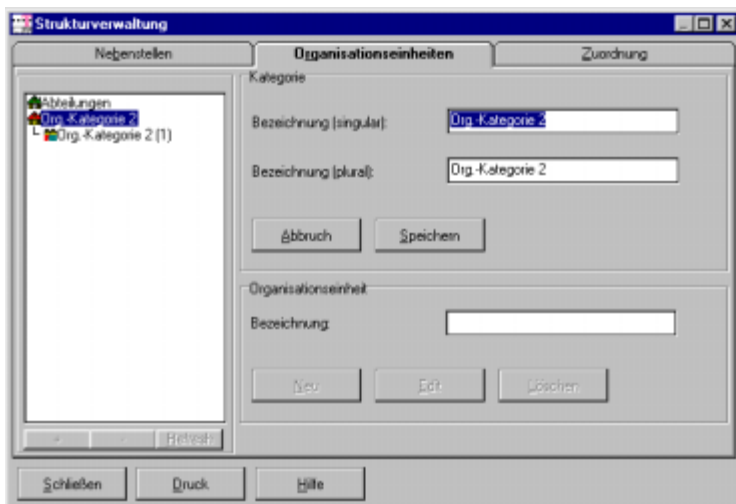 Strukturverwaltung
Nebenstellen Organisationseinheiten Zuordnung
Kategorie
Abteilungen
Org.-Kategorie 2
Org.-Kategorie 2 (1)
Bezeichnung (singular): Org.-Kategorie 2
Bezeichnung (plural): Org.-Kategorie 2
Abbruch Speichern
Organisationseinheit
Bezeichnung:
Neu Edit Löschen
+ - Refresh
Schließen Druck Hilfe